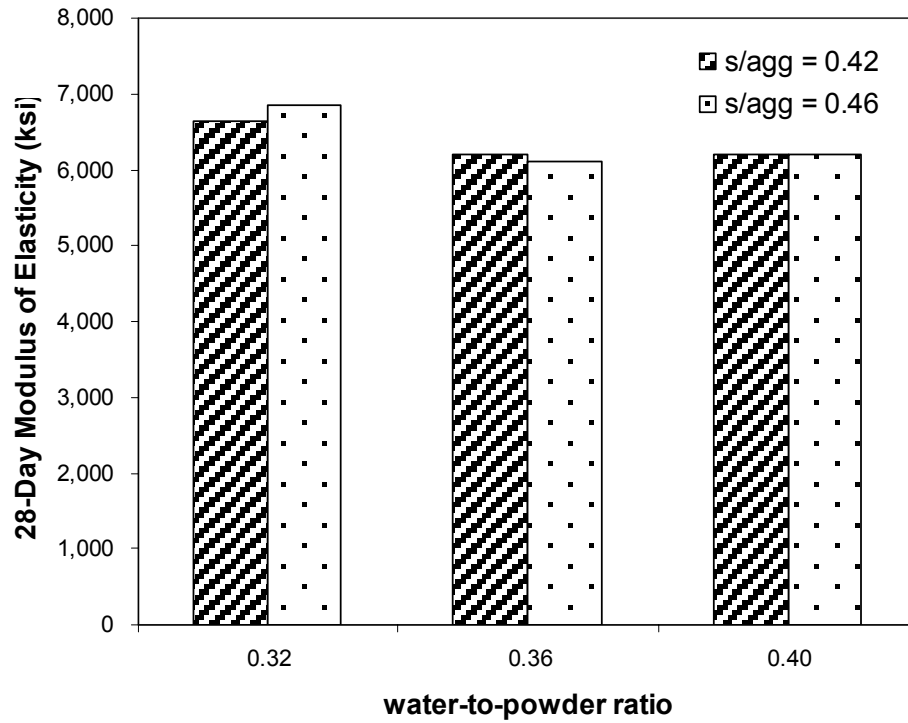 8,000
7,000
6,000
5,000
4,000
3,000
2,000
1,000
0
28-Day Modulus of Elasticity (ksi)
s/agg = 0.42
s/agg = 0.46
0.32 0.36 0.40
water-to-powder ratio